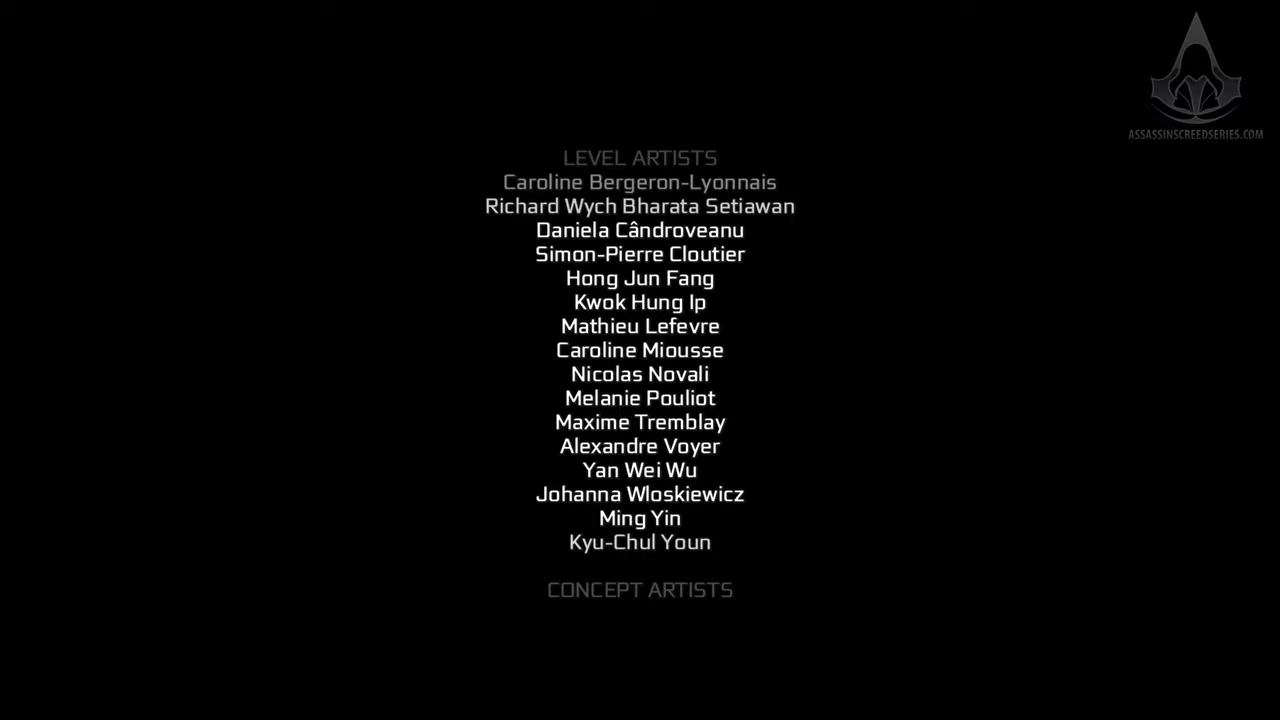 ASSASSINSCREEDSERIES.COM
LEVEL ARTISTS
Caroline Bergeron-Lyonnais
Richard Wych Bharata Setiawan
Daniela Cândroveanu
Simon-Pierre Cloutier
Hong Jun Fang
Kwok Hung Ip
Mathieu Lefevre
Caroline Miousse
Nicolas Novali
Melanie Pouliot
Maxime Tremblay
Alexandre Voyer
Yan Wei Wu
Johanna Wloskiewicz
Ming Yin
Kyu-Chul Youn
CONCEPT ARTISTS